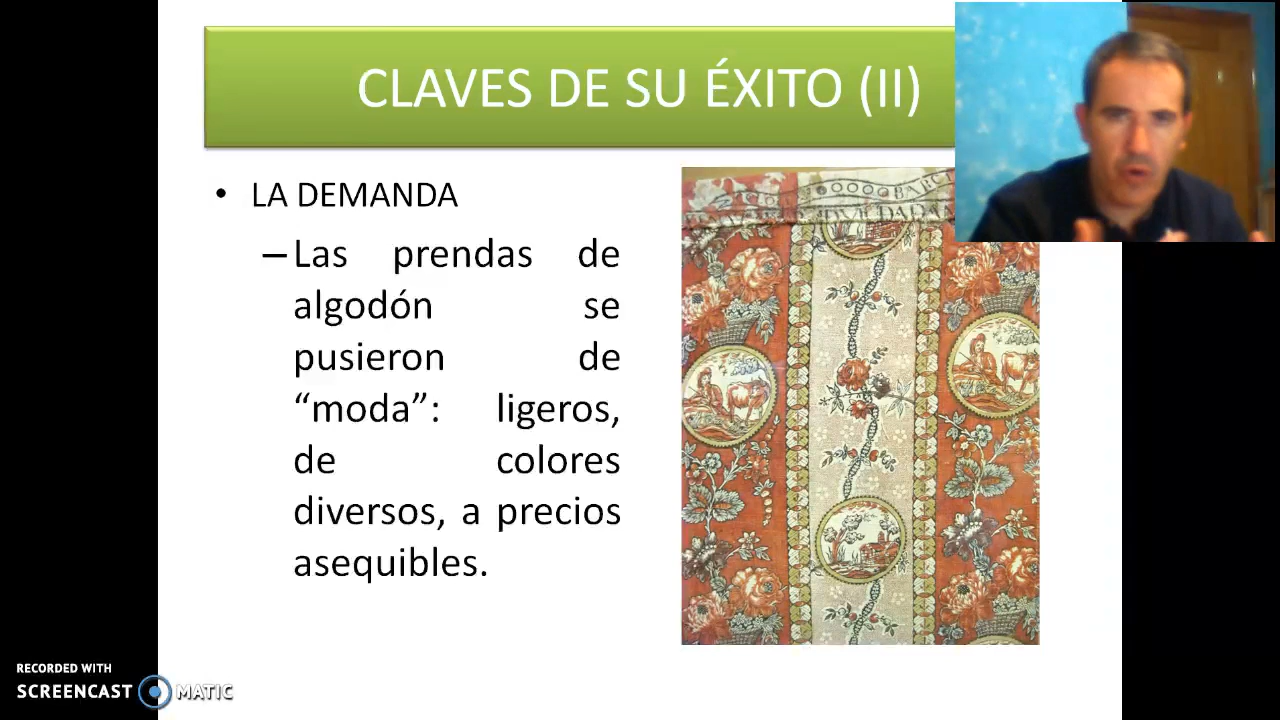 CLAVES DE SU ÉXITO (II)
• LA DEMANDA
–Las prendas de
algodón se
pusieron de
“moda”: ligeros,
de colores
diversos, a precios
asequibles.
RECORDED WITH
SCREENCAST MATIC